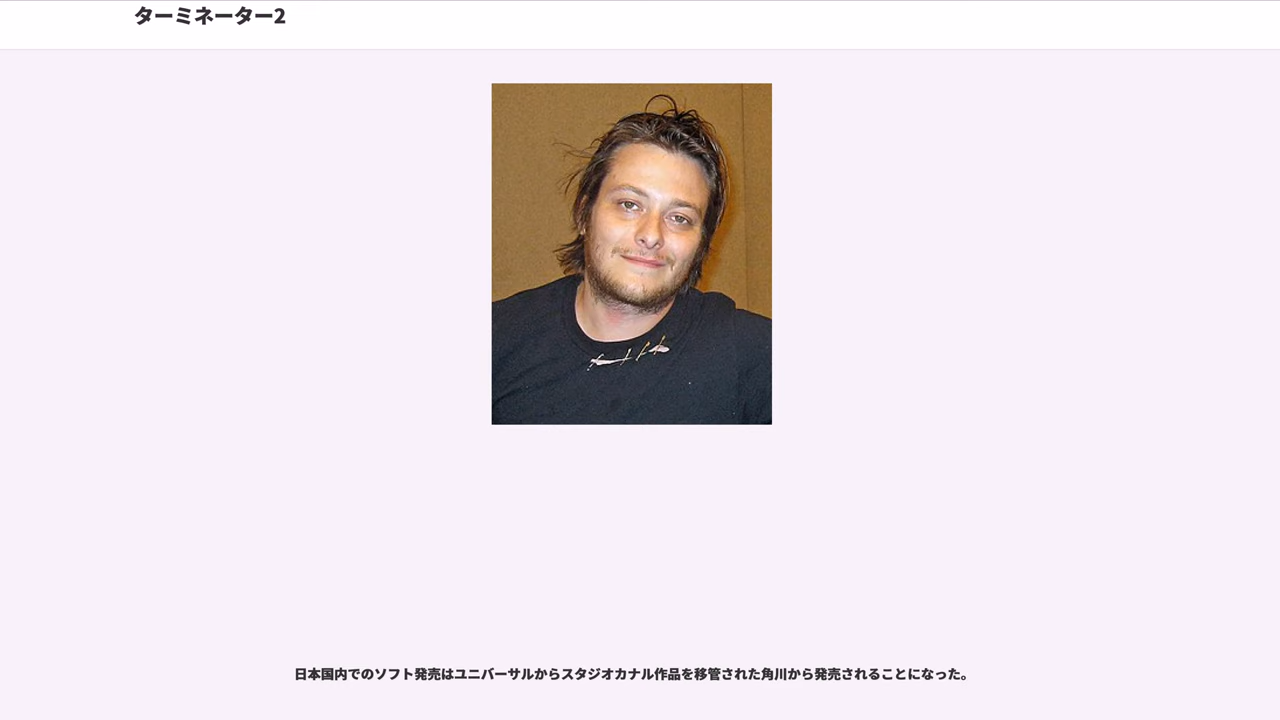 ターミネーター2
日本国内でのソフト発売はユニバーサルからスタジオカナル作品を移管された角川から発売されることになった。